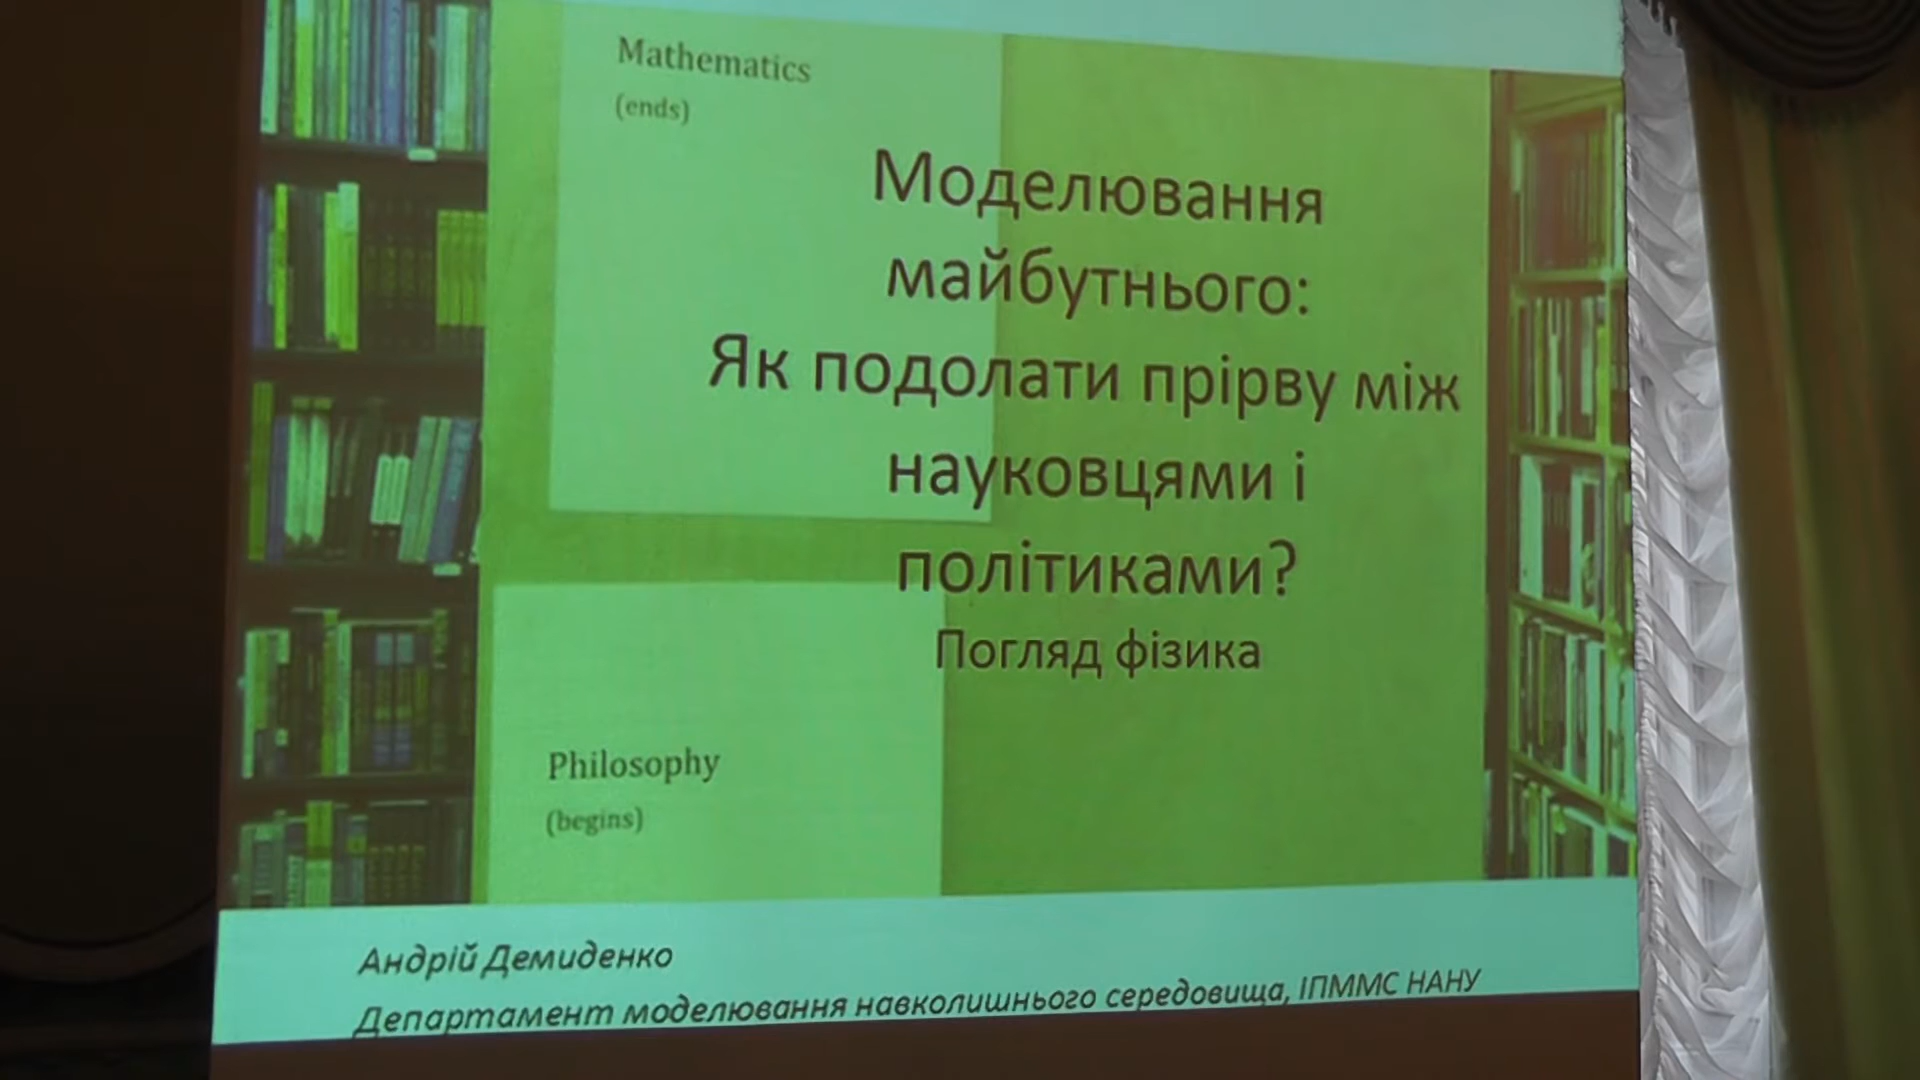 Mathematics
(ends)
Моделювання
майбутнього:
Як подолати прірву між
науковцями і
політиками?
Погляд фізика
Philosophy
(begins)
Андрій Демиденко
Департамент моделювання навколишнього середовища, ІПММС НАНУ